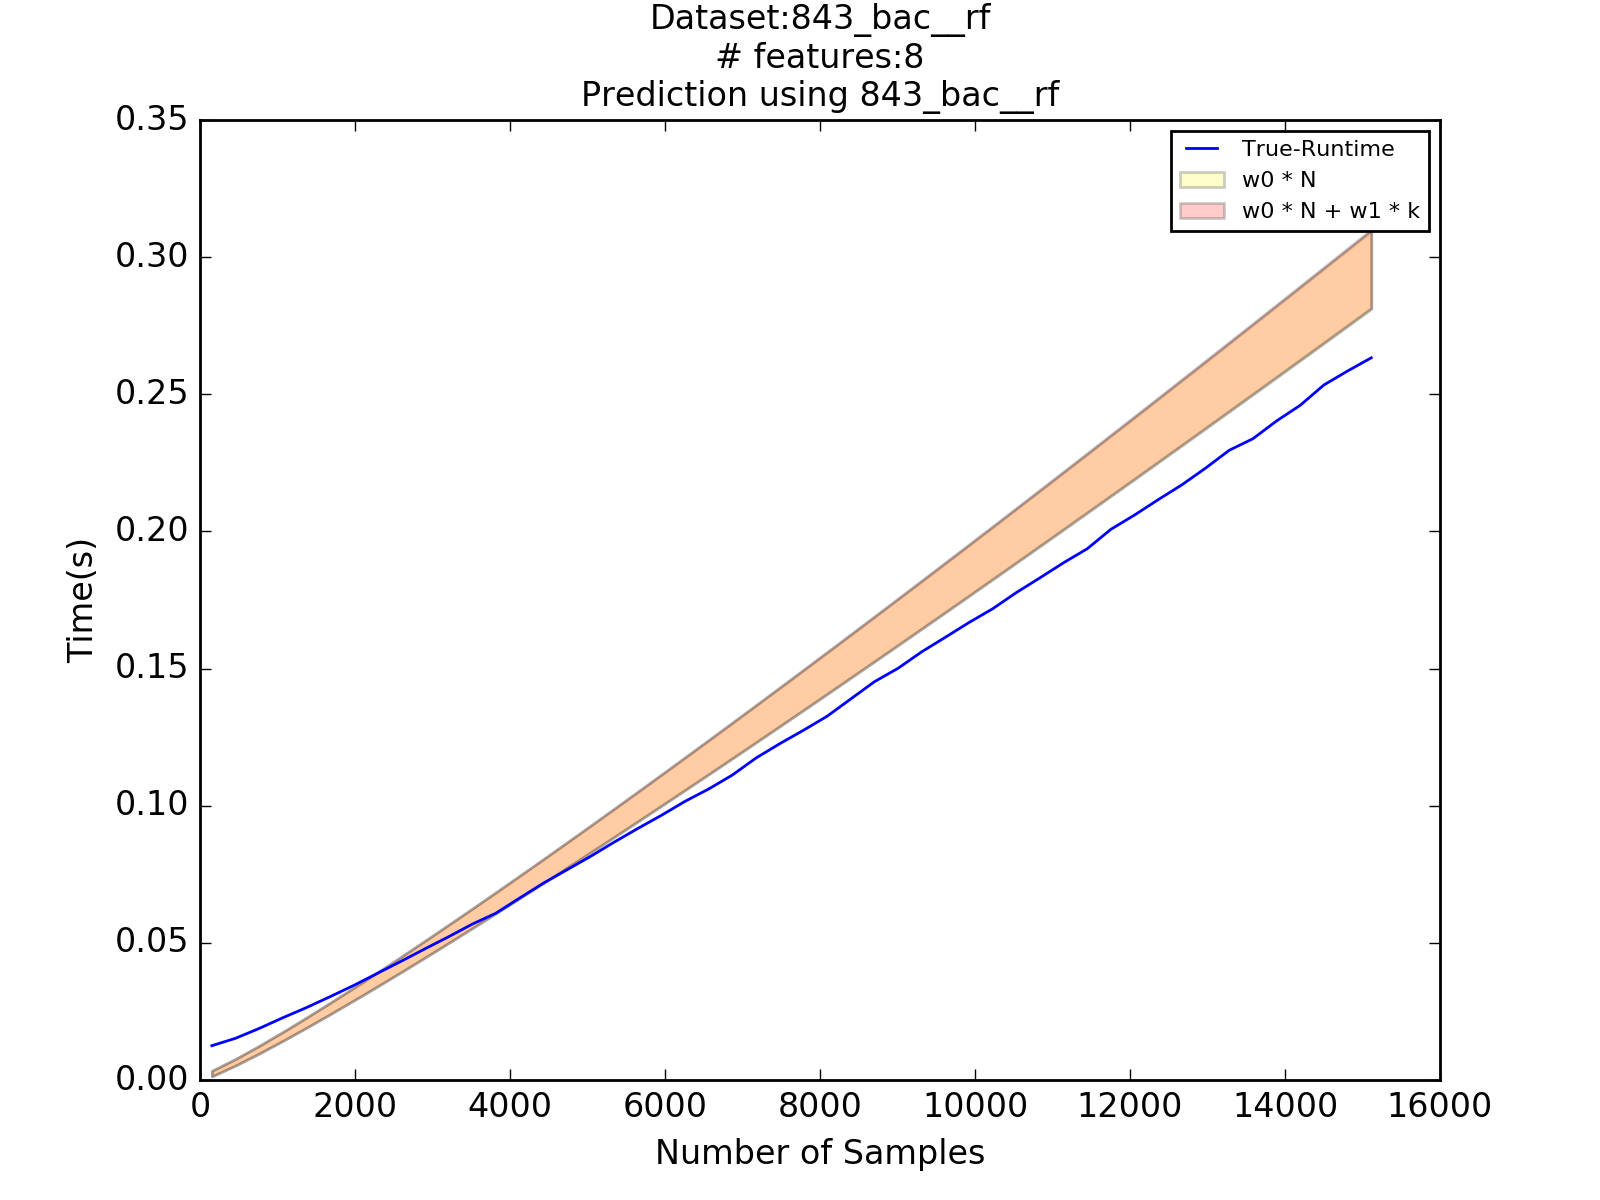 Dataset:843_bac__rf
# features:8
Prediction using 843_bac__rf
0.35
0.30
0.25
0.20
0.15
0.10
0.05
0.00
Time(s)
True-Runtime
w0 * N
w0 * N + w1 * k
0 2000 4000 6000 8000 10000 12000 14000 16000
Number of Samples